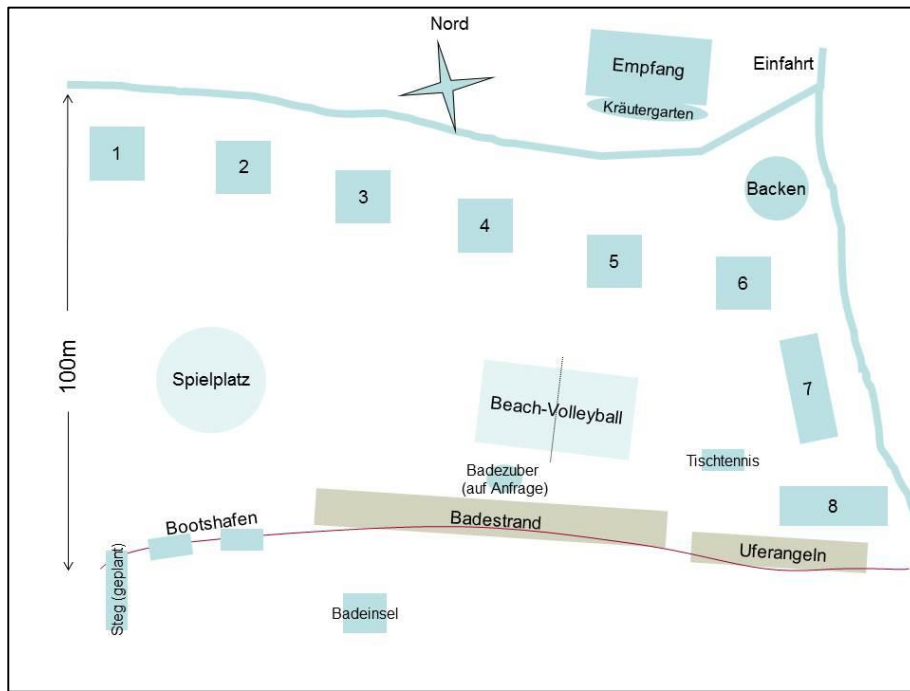 Nord
Empfang
Einfahrt
Kräutergarten
1
2
3
4
5
6
Backen
100m
Spielplatz
Beach-Volleyball
7
Badezuber
(auf Anfrage)
Tischtennis
8
Bootshafen
Badestrand
Uferangeln
Steg (geplant)
Badeinsel